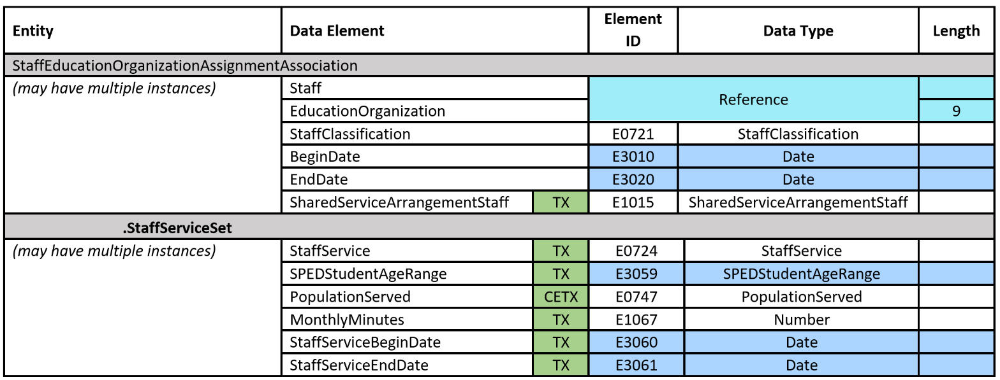 Entity Data Element Element ID Data Type Length
StaffEducationOrganizationAssignmentAssociation
(may have multiple instances) Staff Reference
EducationOrganization 9
StaffClassification E0721 StaffClassification
BeginDate E3010 Date
EndDate E3020 Date
SharedServiceArrangementStaff TX E1015 SharedServiceArrangementStaff
.StaffServiceSet
(may have multiple instances) StaffService TX E0724 StaffService
SPEDStudentAgeRange TX E3059 SPEDStudentAgeRange
PopulationServed CETX E0747 PopulationServed
MonthlyMinutes TX E1067 Number
StaffServiceBeginDate TX E3060 Date
StaffServiceEndDate TX E3061 Date